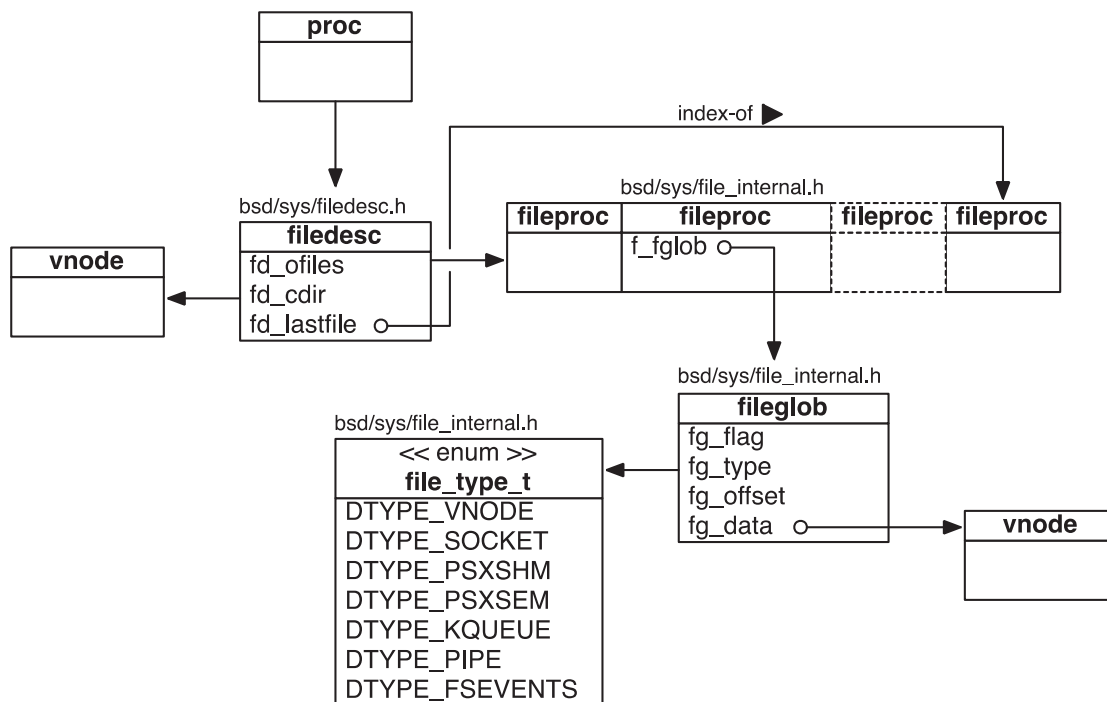 proc
index-of ▶
bsd/sys/file_internal.h
bsd/sys/filedesc.h
fileproc fileproc fileproc fileproc
filedesc
f_fglob
vnode
fd_ofiles
fd_cdir
fd_lastfile
bsd/sys/file_internal.h
fileglob
bsd/sys/file_internal.h
fg_flag
<< enum >>
fg_type
file_type_t
fg_offset
DTYPE_VNODE
fg_data
vnode
DTYPE_SOCKET
DTYPE_PSXSHM
DTYPE_PSXSEM
DTYPE_KQUEUE
DTYPE_PIPE
DTYPE_FSEVENTS